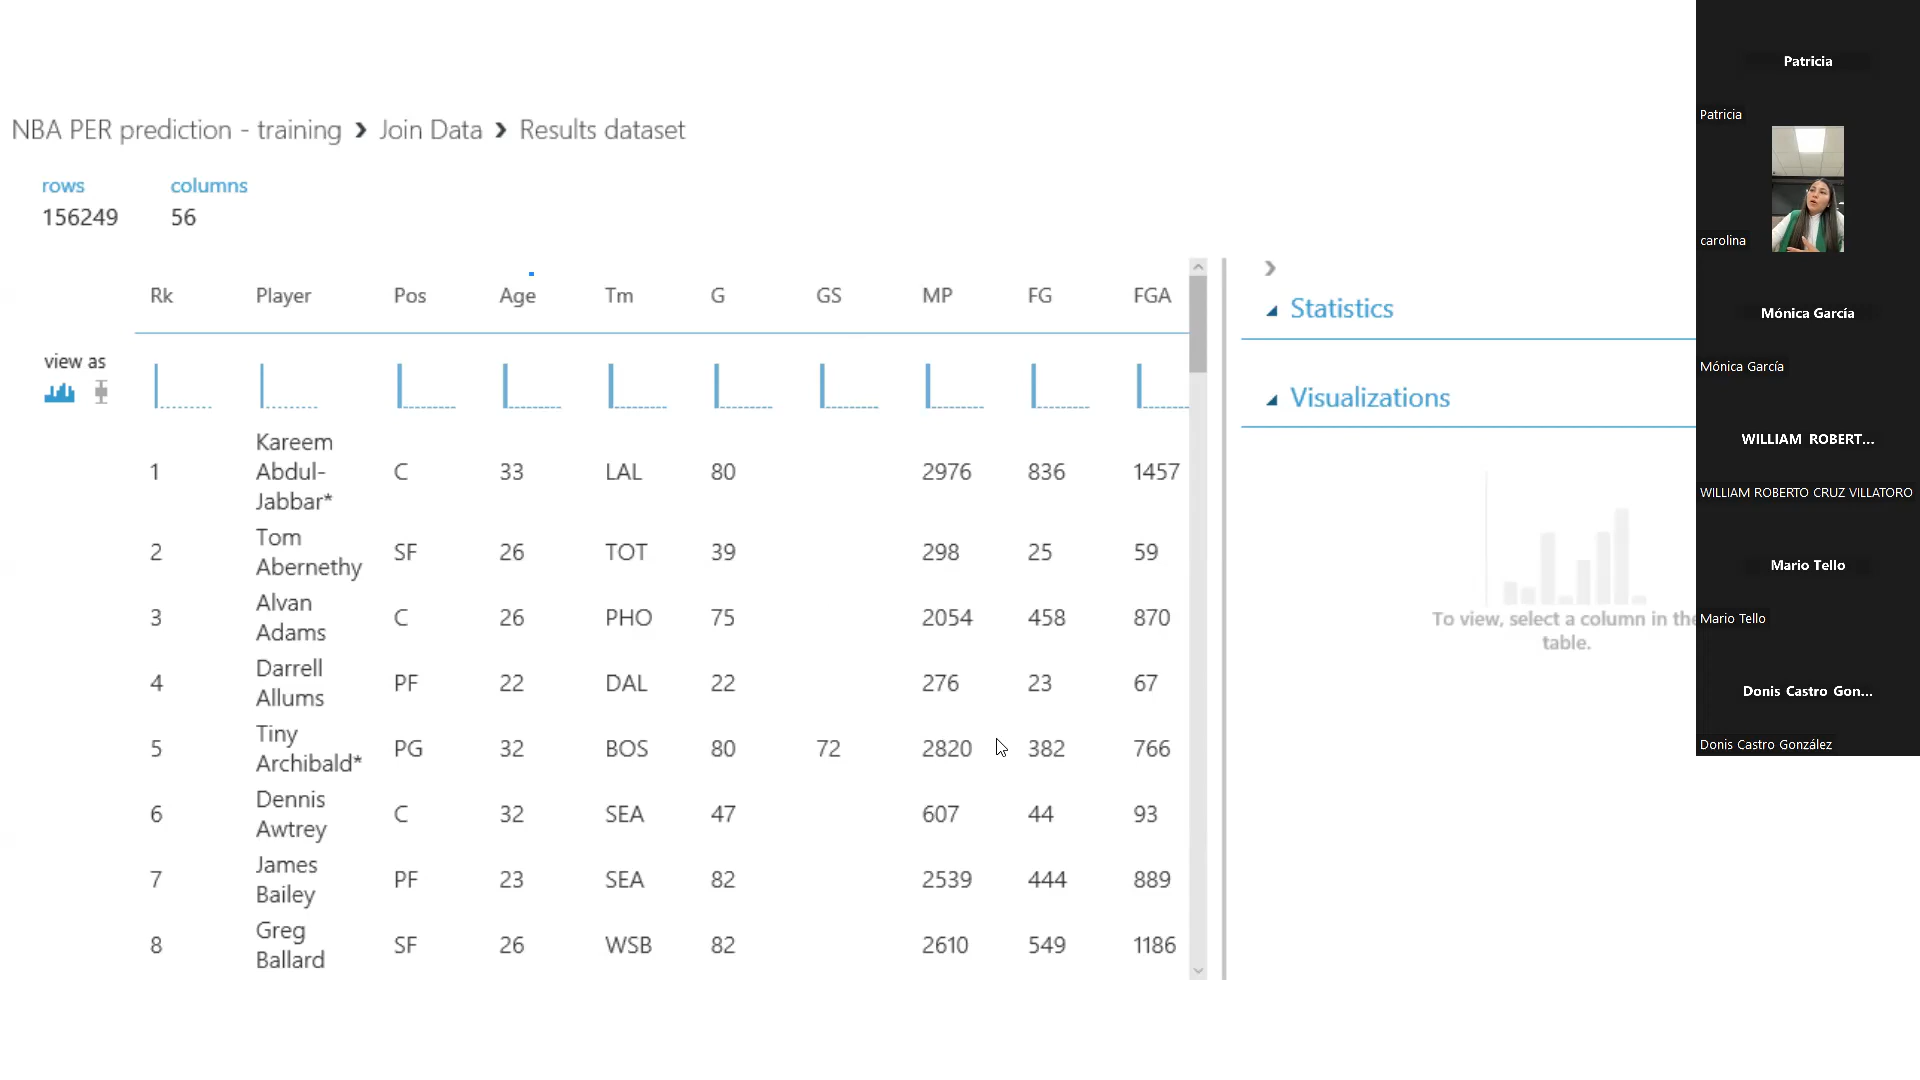 NBA PER prediction - training › Join Data › Results dataset
rows columns
156249 56
Rk Player Pos Age Tm G GS MP FG FGA
view as
1 Kareem Abdul-Jabbar* C 33 LAL 80 2976 836 1457
2 Tom Abernethy SF 26 TOT 39 298 25 59
3 Alvan Adams C 26 PHO 75 2054 458 870
4 Darrell Allums PF 22 DAL 22 276 23 67
5 Tiny Archibald* PG 32 BOS 80 72 2820 382 766
6 Dennis Awtrey C 32 SEA 47 607 44 93
7 James Bailey PF 23 SEA 82 2539 444 889
8 Greg Ballard SF 26 WSB 82 2610 549 1186
Statistics
Visualizations
To view, select a column in the
table.
Patricia
Patricia
carolina
Mónica García
Mónica García
WILLIAM ROBERT...
WILLIAM ROBERTO CRUZ VILLATORO
Mario Tello
Mario Tello
Donis Castro Gon...
Donis Castro González